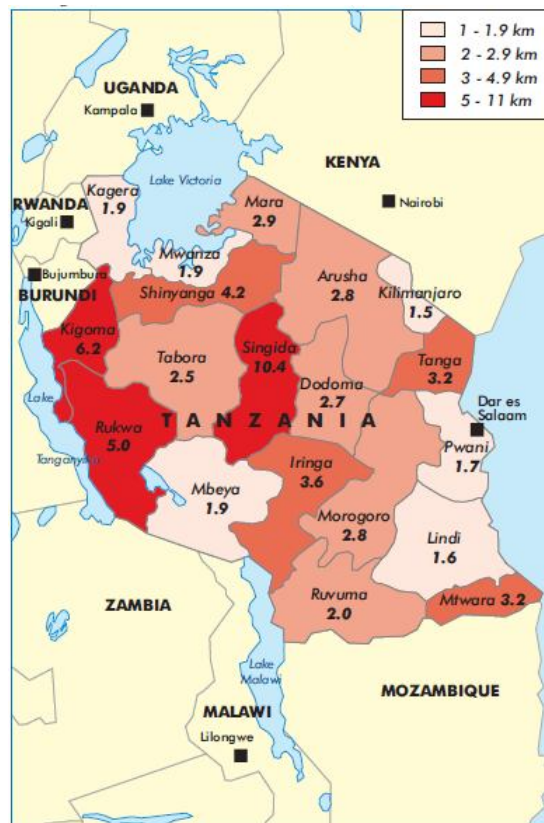 1 - 1.9 km
2 - 2.9 km
3 - 4.9 km
5 - 11 km
UGANDA
Kampala
KENYA
Lake Victoria
Kagera
1.9
Mara
2.9
Nairobi
RWANDA
Kigali
Mwanza
1.9
Arusha
2.8
Bujumbura
BURUNDI
Shinyanga 4.2
Kilimanjaro
1.5
Kigoma
6.2
Singida
10.4
Tabora
2.5
Tanga
3.2
Dodoma
2.7
Lake
Tanganyika
Rukwa
5.0
TANZANIA
Dar es
Salaam
Pwani
1.7
Iringa
3.6
Mbeya
1.9
Morogoro
2.8
Lindi
1.6
Ruvuma
2.0
Mtwara 3.2
ZAMBIA
Lake
Malawi
MALAWI
Lilongwe
MOZAMBIQUE